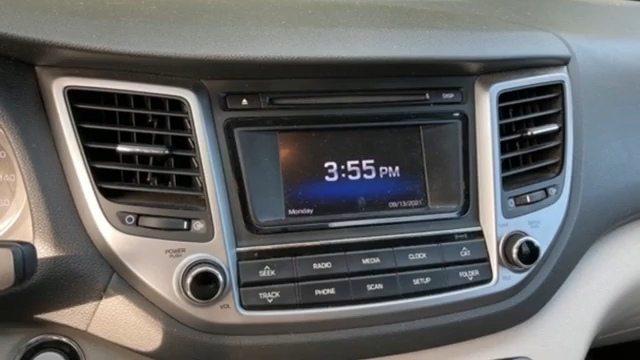 DISP
3:55 PM
Monday 09/13/2021
POWER
PUSH
VOL
SEEK RADIO MEDIA CLOCK CAT
TRACK PHONE SCAN SETUP FOLDER
140